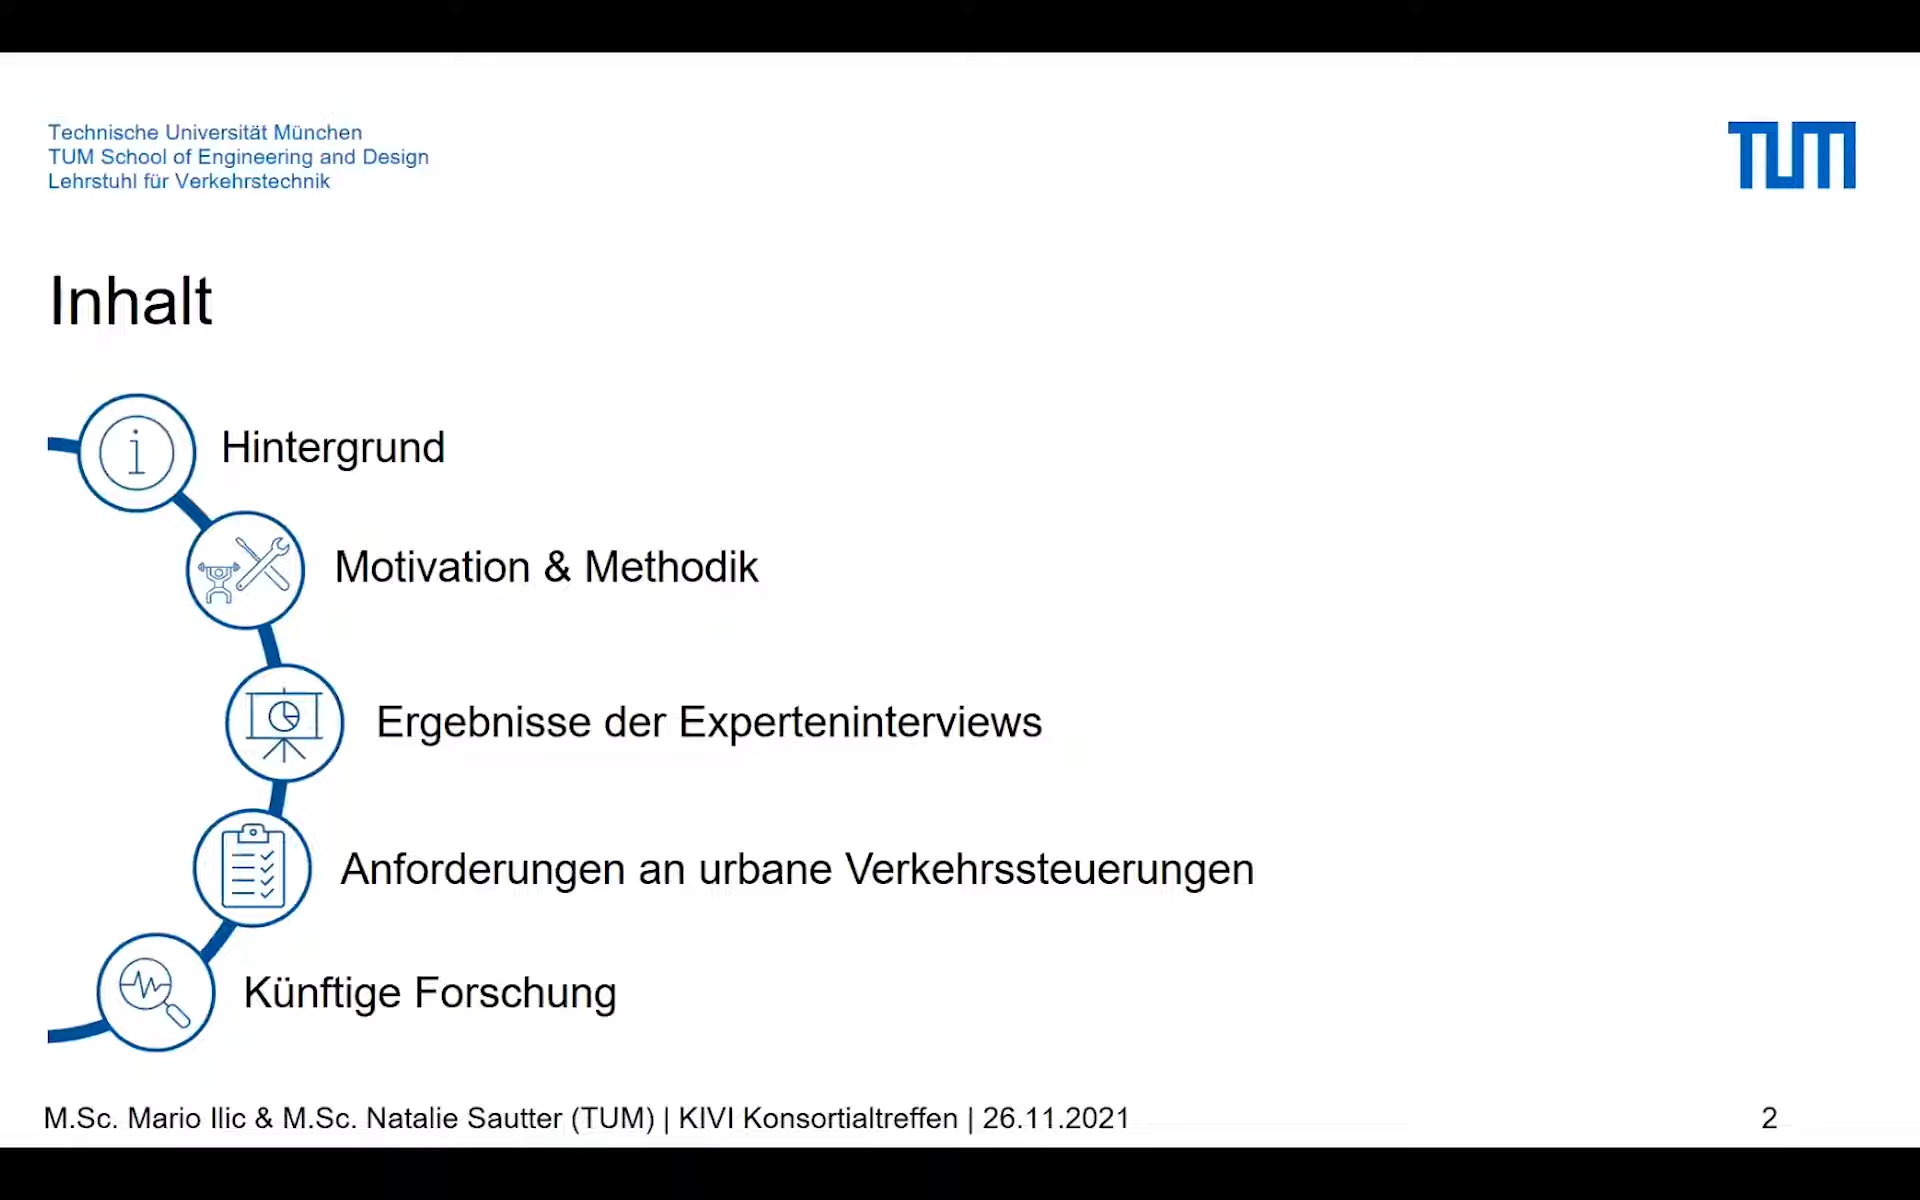 Technische Universität München
TUM School of Engineering and Design
Lehrstuhl für Verkehrstechnik
TUM
Inhalt
i
Hintergrund
Motivation & Methodik
Ergebnisse der Experteninterviews
Anforderungen an urbane Verkehrssteuerungen
Künftige Forschung
M.Sc. Mario Ilic & M.Sc. Natalie Sautter (TUM) | KIVI Konsortialtreffen | 26.11.2021
2